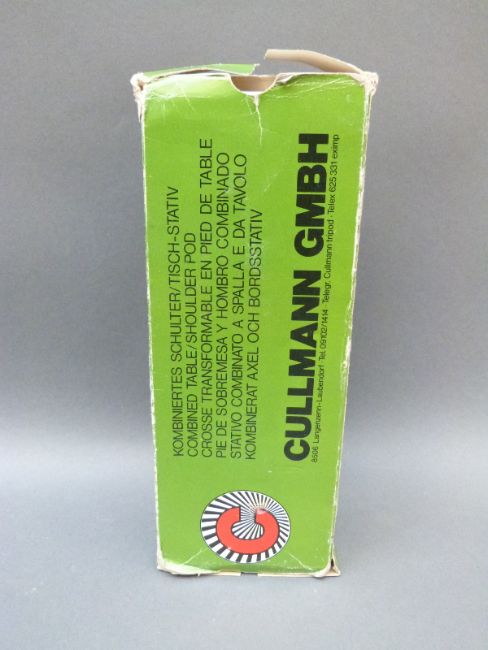 KOMBINIERTES SCHULTER/TISCH-STATIV
COMBINED TABLE/SHOULDER POD
CROSSE TRANSFORMABLE EN PIED DE TABLE
PIE DE SOBREMESA Y HOMBRO COMBINADO
STATIVO COMBINATO A SPALLA E DA TAVOLO
KOMBINERAT AXEL OCH BORDSSTATIV
CULLMANN GMBH
8506 Langenzenn-Laubendorf · Tel. 09102/1414 · Telegr. Cullmann tripod · Telex 625331 exiimp
C